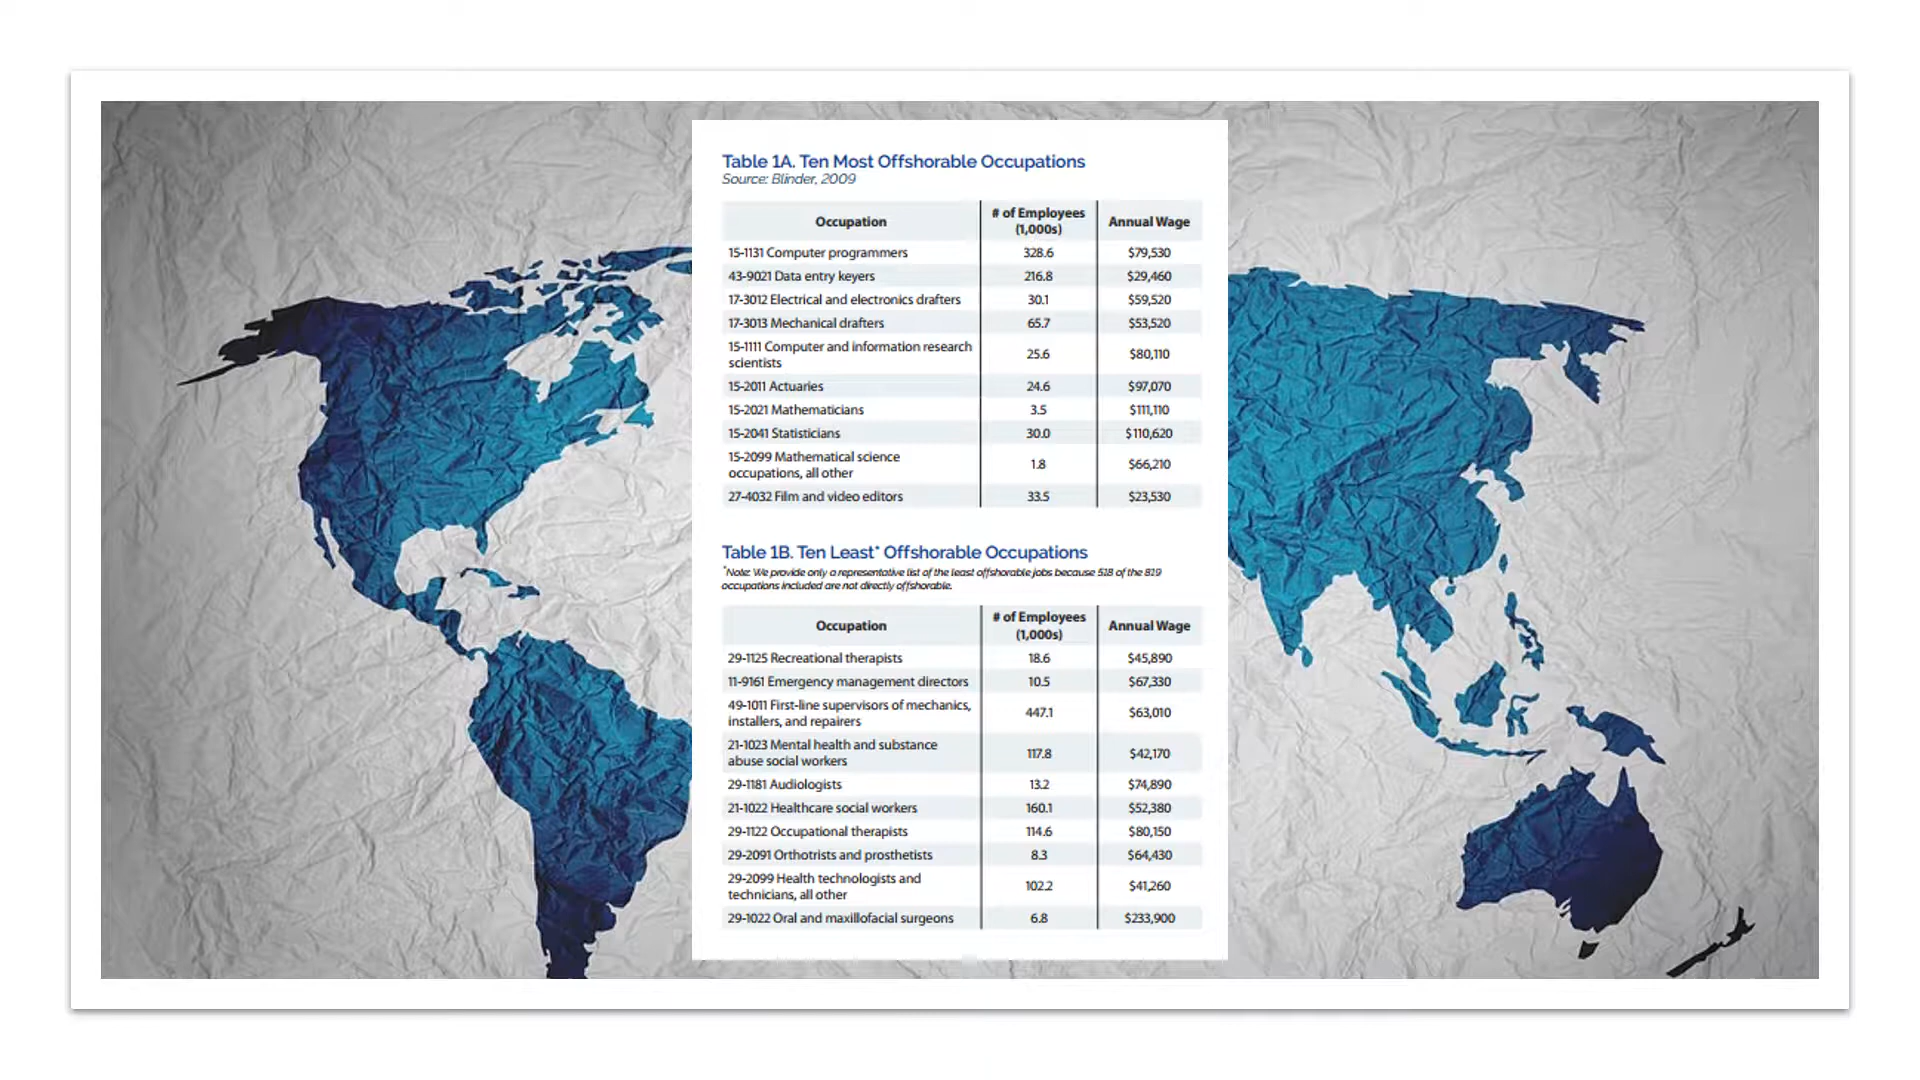 Table 1A. Ten Most Offshorable Occupations
Source: Blinder, 2009
Occupation # of Employees (1,000s) Annual Wage
15-1131 Computer programmers 328.6 $79,530
43-9021 Data entry keyers 216.8 $29,460
17-3012 Electrical and electronics drafters 30.1 $59,520
17-3013 Mechanical drafters 65.7 $53,520
15-1111 Computer and information research
scientists 25.6 $80,110
15-2011 Actuaries 24.6 $97,070
15-2021 Mathematicians 3.5 $111,110
15-2041 Statisticians 30.0 $110,620
15-2099 Mathematical science
occupations, all other 1.8 $66,210
27-4032 Film and video editors 33.5 $23,530
Table 1B. Ten Least* Offshorable Occupations
*Note: We provide only a representative list of the least offshorable jobs because 518 of the 819
occupations included are not directly offshorable.
Occupation # of Employees (1,000s) Annual Wage
29-1125 Recreational therapists 18.6 $45,890
11-9161 Emergency management directors 10.5 $67,330
49-1011 First-line supervisors of mechanics,
installers, and repairers 447.1 $63,010
21-1023 Mental health and substance
abuse social workers 117.8 $42,170
29-1181 Audiologists 13.2 $74,890
21-1022 Healthcare social workers 160.1 $52,380
29-1122 Occupational therapists 114.6 $80,150
29-2091 Orthotrists and prosthetists 8.3 $64,430
29-2099 Health technologists and
technicians, all other 102.2 $41,260
29-1022 Oral and maxillofacial surgeons 6.8 $233,900